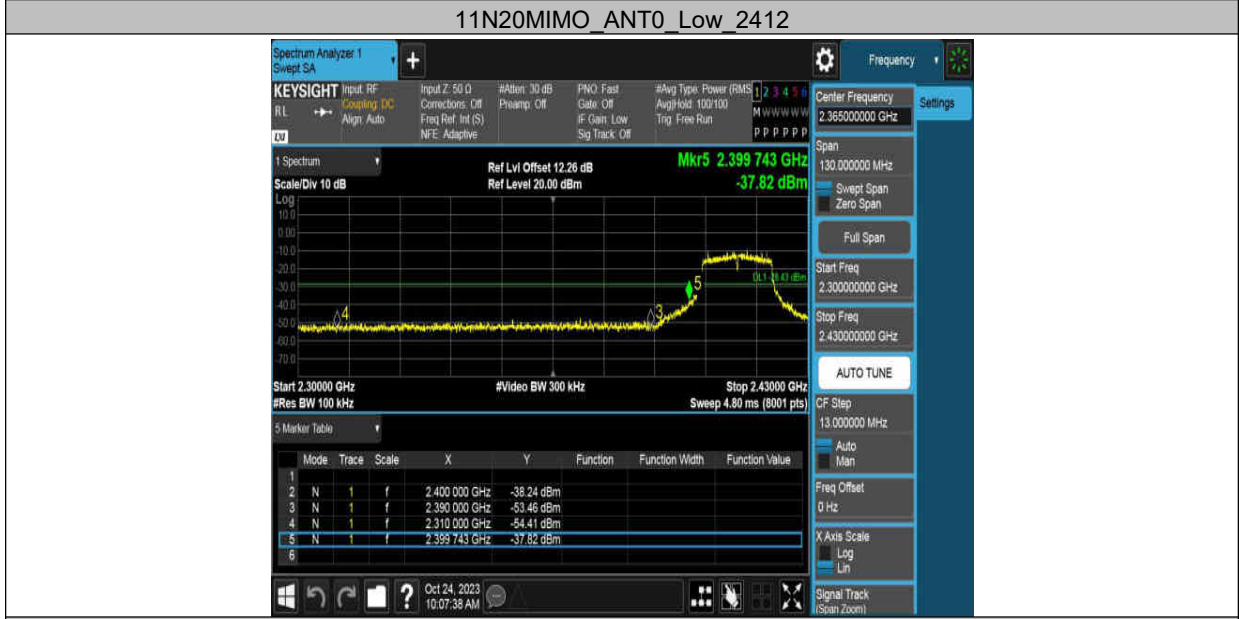 11N20MIMO_ANT0_Low_2412
Spectrum Analyzer 1
Swept SA
+
Frequency
KEYSIGHT
RL
LXI
Input: RF
Coupling: DC
Align: Auto
Input Z: 50 Ω
Corrections: Off
Freq Ref: Int (S)
NFE: Adaptive
#Atten: 30 dB
Preamp: Off
PNO: Fast
Gate: Off
IF Gain: Low
Sig Track: Off
#Avg Type: Power (RMS
Avg|Hold: 100/100
Trig: Free Run
1 2 3 4 5 6
M W W W W W
P P P P P P
Center Frequency
2.365000000 GHz
Settings
1 Spectrum
Scale/Div 10 dB
Ref Lvl Offset 12.26 dB
Ref Level 20.00 dBm
Mkr5 2.399 743 GHz
-37.82 dBm
Log
10.0
0.00
-10.0
-20.0
-30.0
-40.0
-50.0
-60.0
-70.0
DL1 -28.43 dBm
5
4
3
Start 2.30000 GHz
#Res BW 100 kHz
#Video BW 300 kHz
Stop 2.43000 GHz
Sweep 4.80 ms (8001 pts)
Span
130.000000 MHz
Swept Span
Zero Span
Full Span
Start Freq
2.300000000 GHz
Stop Freq
2.430000000 GHz
AUTO TUNE
CF Step
13.000000 MHz
Auto
Man
Freq Offset
0 Hz
X Axis Scale
Log
Lin
Signal Track
(Span Zoom)
5 Marker Table
Mode Trace Scale X Y Function Function Width Function Value
1
2 N 1 f 2.400 000 GHz -38.24 dBm
3 N 1 f 2.390 000 GHz -53.46 dBm
4 N 1 f 2.310 000 GHz -54.41 dBm
5 N 1 f 2.399 743 GHz -37.82 dBm
6
?
Oct 24, 2023
10:07:38 AM